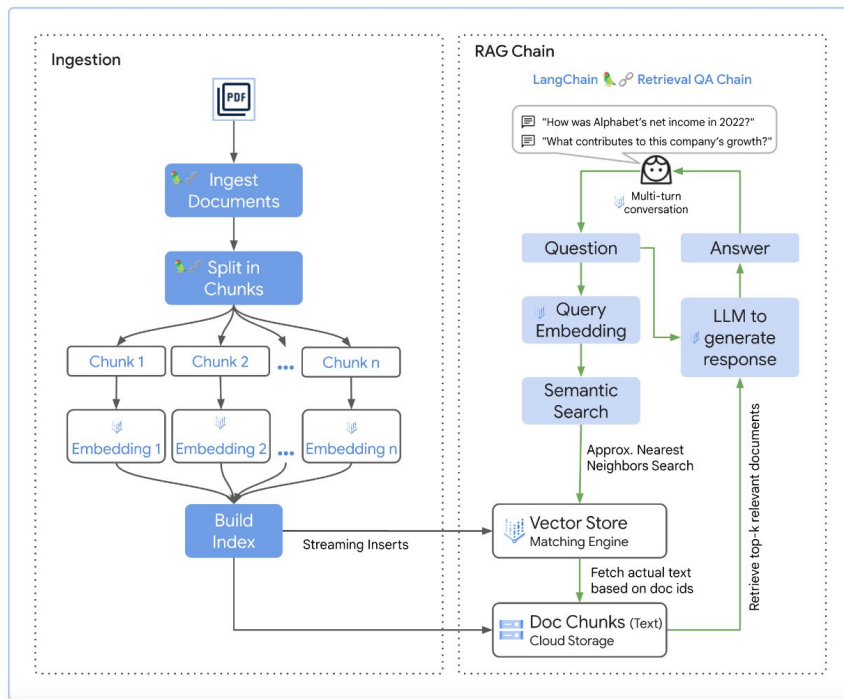 Ingestion
PDF
Ingest
Documents
Split in
Chunks
Chunk 1
Chunk 2
...
Chunk n
Embedding 1
Embedding 2
...
Embedding n
Build
Index
Streaming Inserts
RAG Chain
LangChain Retrieval QA Chain
"How was Alphabet's net income in 2022?"
"What contributes to this company's growth?"
Multi-turn
conversation
Question
Answer
Query
Embedding
LLM to
generate
response
Semantic
Search
Approx. Nearest
Neighbors Search
Vector Store
Matching Engine
Fetch actual text
based on doc ids
Doc Chunks (Text)
Cloud Storage
Retrieve top-k relevant documents